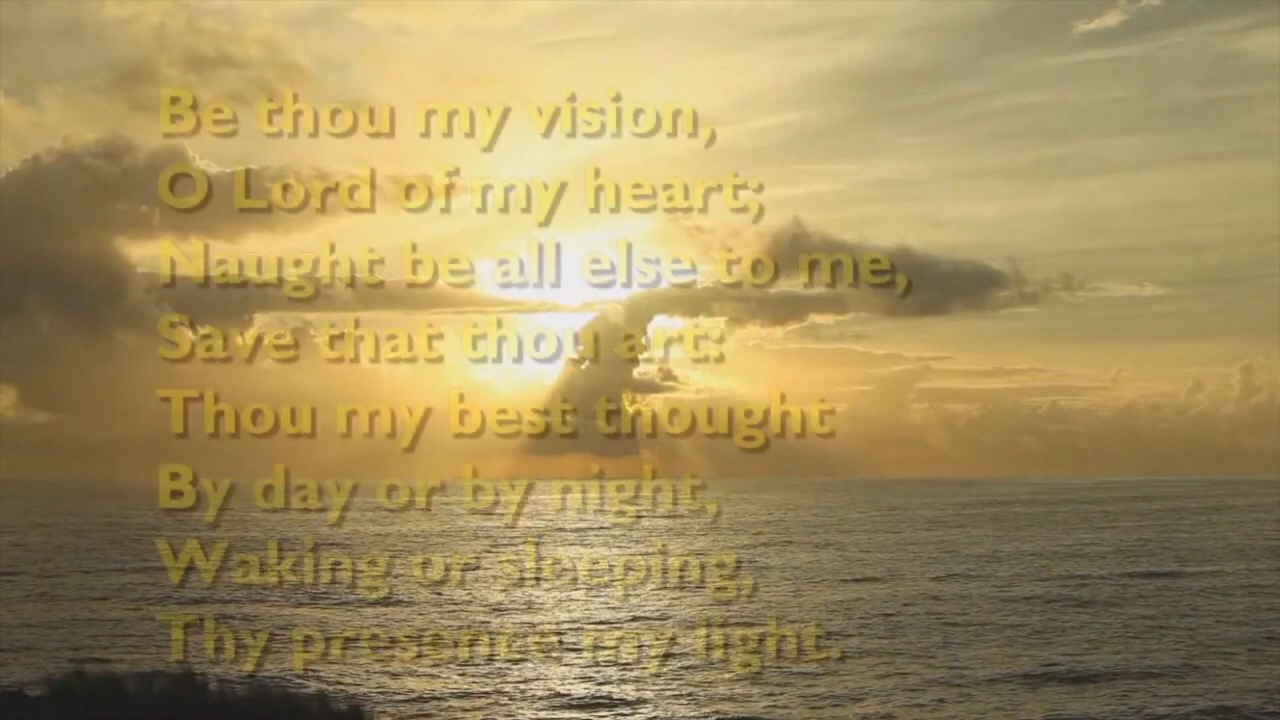 Be thou my vision,
O Lord of my heart;
Naught be all else to me,
Save that thou art:
Thou my best thought
By day or by night,
Waking or sleeping,
Thy presence my light.